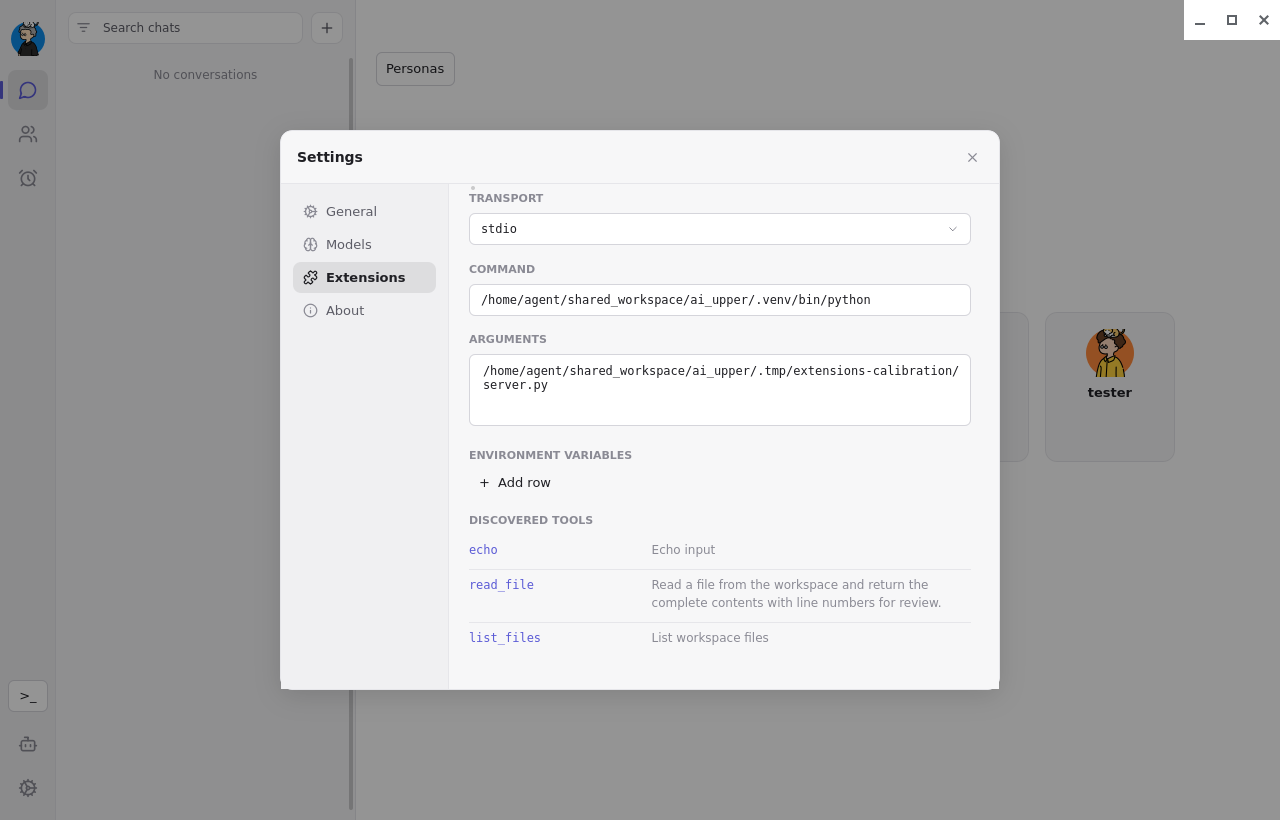 Search chats
No conversations
Personas
Settings
General
Models
Extensions
About
TRANSPORT
stdio
COMMAND
/home/agent/shared_workspace/ai_upper/.venv/bin/python
ARGUMENTS
/home/agent/shared_workspace/ai_upper/.tmp/extensions-calibration/
server.py
ENVIRONMENT VARIABLES
+ Add row
DISCOVERED TOOLS
echo
Echo input
read_file
Read a file from the workspace and return the
complete contents with line numbers for review.
list_files
List workspace files
tester
>_